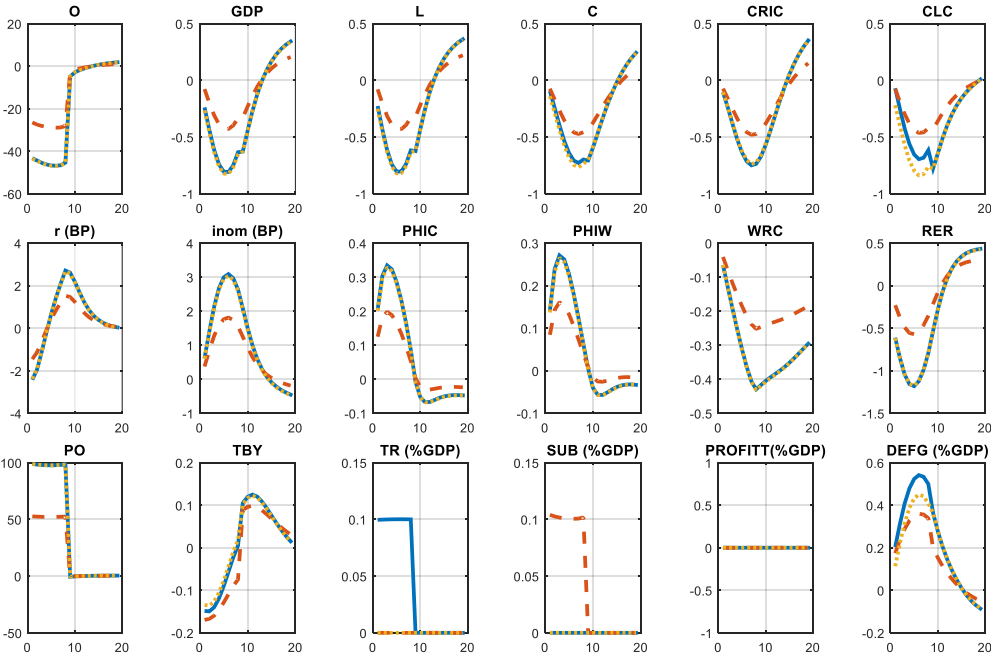 O GDP L C CRIC CLC
20 0.5 0.5 0.5 0.5 0.5
0 0 0 0 0 0
-20
-40 -0.5 -0.5 -0.5 -0.5 -0.5
-60 -1 -1 -1 -1 -1
0 10 20 0 10 20 0 10 20 0 10 20 0 10 20 0 10 20
r (BP) inom (BP) PHIC PHIW WRC RER
4 4 0.4 0.3 0 0.5
2 3 0.3 0.2 -0.1 0
0 2 0.2 0.1 -0.2 -0.5
-2 1 0.1 0 -0.3 -1
-4 0 0 -0.1 -0.4 -1.5
-1 -0.1 -0.5
0 10 20 0 10 20 0 10 20 0 10 20 0 10 20 0 10 20
PO TBY TR (%GDP) SUB (%GDP) PROFITT(%GDP) DEFG (%GDP)
100 0.2 0.15 0.15 1 0.6
50 0.1 0.1 0.1 0.5 0.4
0 0 0.05 0.05 0 0.2
-50 -0.1 0 0 -0.5 0
-0.2 -1 -0.2
0 10 20 0 10 20 0 10 20 0 10 20 0 10 20 0 10 20